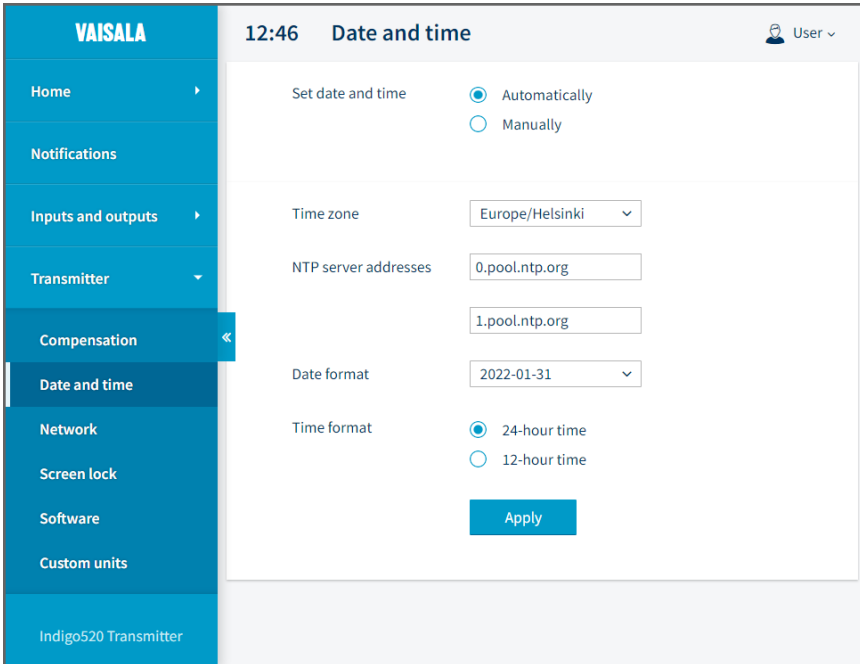 VAISALA
Home
Notifications
Inputs and outputs
Transmitter
Compensation
Date and time
Network
Screen lock
Software
Custom units
Indigo520 Transmitter
12:46 Date and time
User
Set date and time
Automatically
Manually
Time zone
Europe/Helsinki
NTP server addresses
0.pool.ntp.org
1.pool.ntp.org
Date format
2022-01-31
Time format
24-hour time
12-hour time
Apply